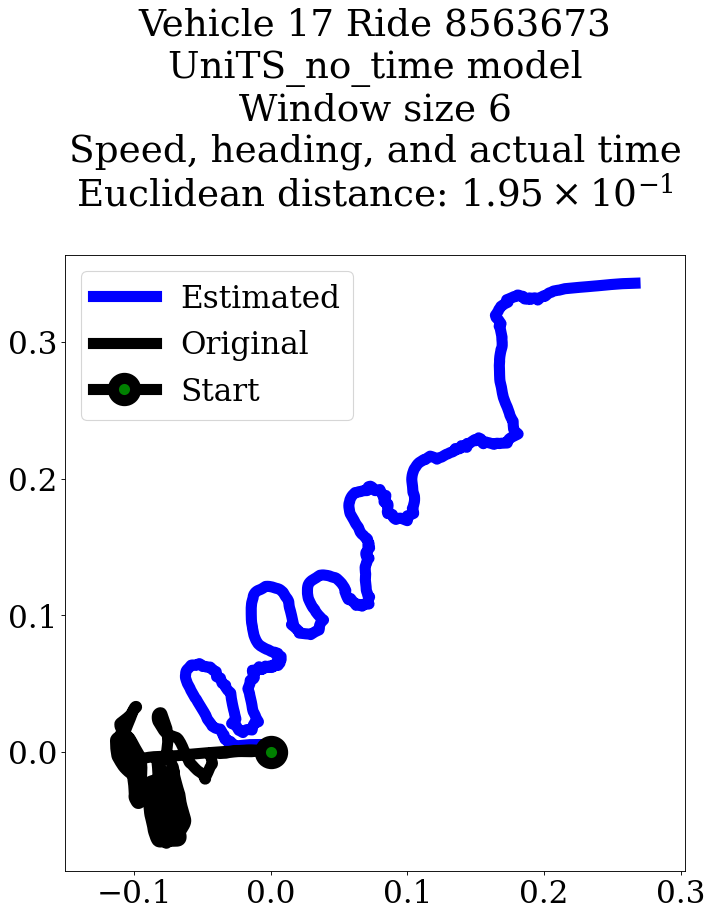 Vehicle 17 Ride 8563673
UniTS_no_time model
Window size 6
Speed, heading, and actual time
Euclidean distance: 1.95 × 10⁻¹
Estimated
Original
Start
0.3
0.2
0.1
0.0
−0.1 0.0 0.1 0.2 0.3